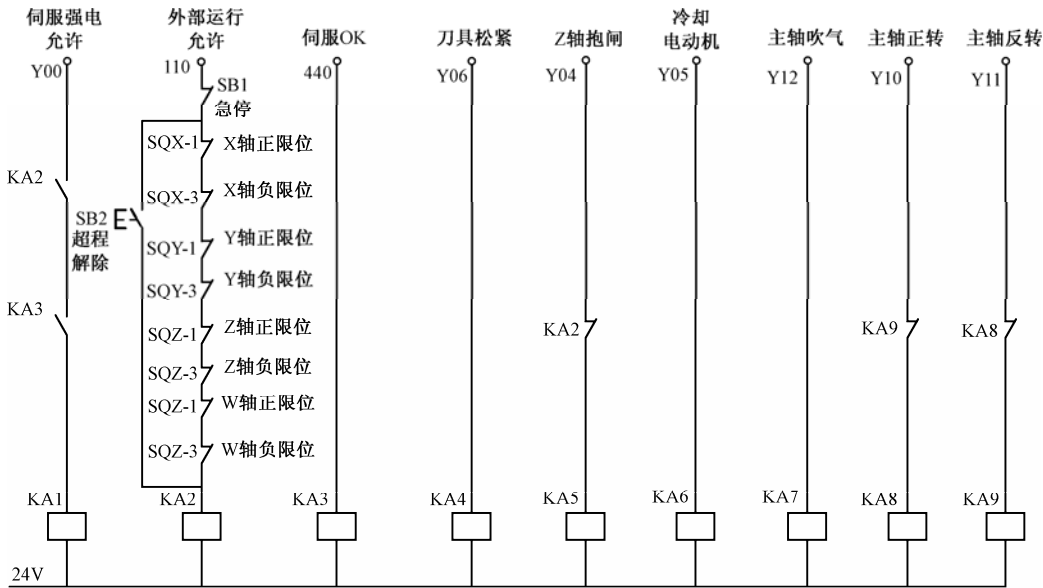 伺服强电
允许
外部运行
允许
伺服OK
刀具松紧
Z轴抱闸
冷却
电动机
主轴吹气
主轴正转
主轴反转
Y00
110
440
Y06
Y04
Y05
Y12
Y10
Y11
SB1
急停
SQX-1
X轴正限位
KA2
SQX-3
X轴负限位
SB2
超程
解除
SQY-1
Y轴正限位
SQY-3
Y轴负限位
KA3
SQZ-1
Z轴正限位
KA2
KA9
KA8
SQZ-3
Z轴负限位
SQZ-1
W轴正限位
SQZ-3
W轴负限位
KA1
KA2
KA3
KA4
KA5
KA6
KA7
KA8
KA9
24V